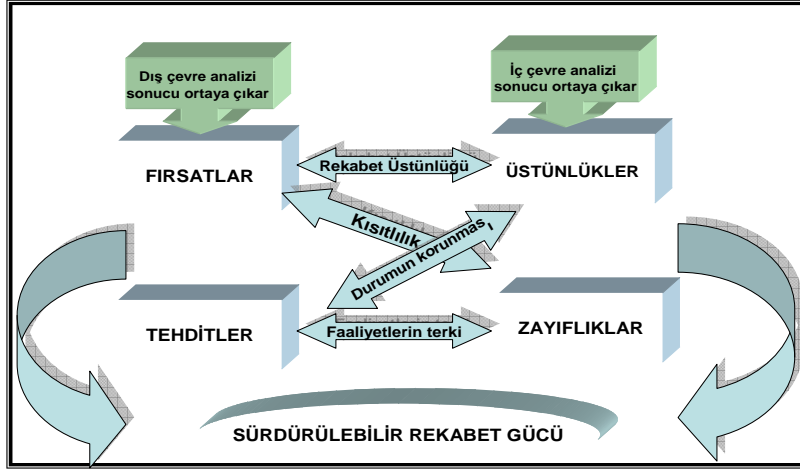 Dış çevre analizi
sonucu ortaya çıkar
İç çevre analizi
sonucu ortaya çıkar
FIRSATLAR
Rekabet Üstünlüğü
ÜSTÜNLÜKLER
Kısıtlılık
Durumun korunması
TEHDİTLER
Faaliyetlerin terki
ZAYIFLIKLAR
SÜRDÜRÜLEBİLİR REKABET GÜCÜ